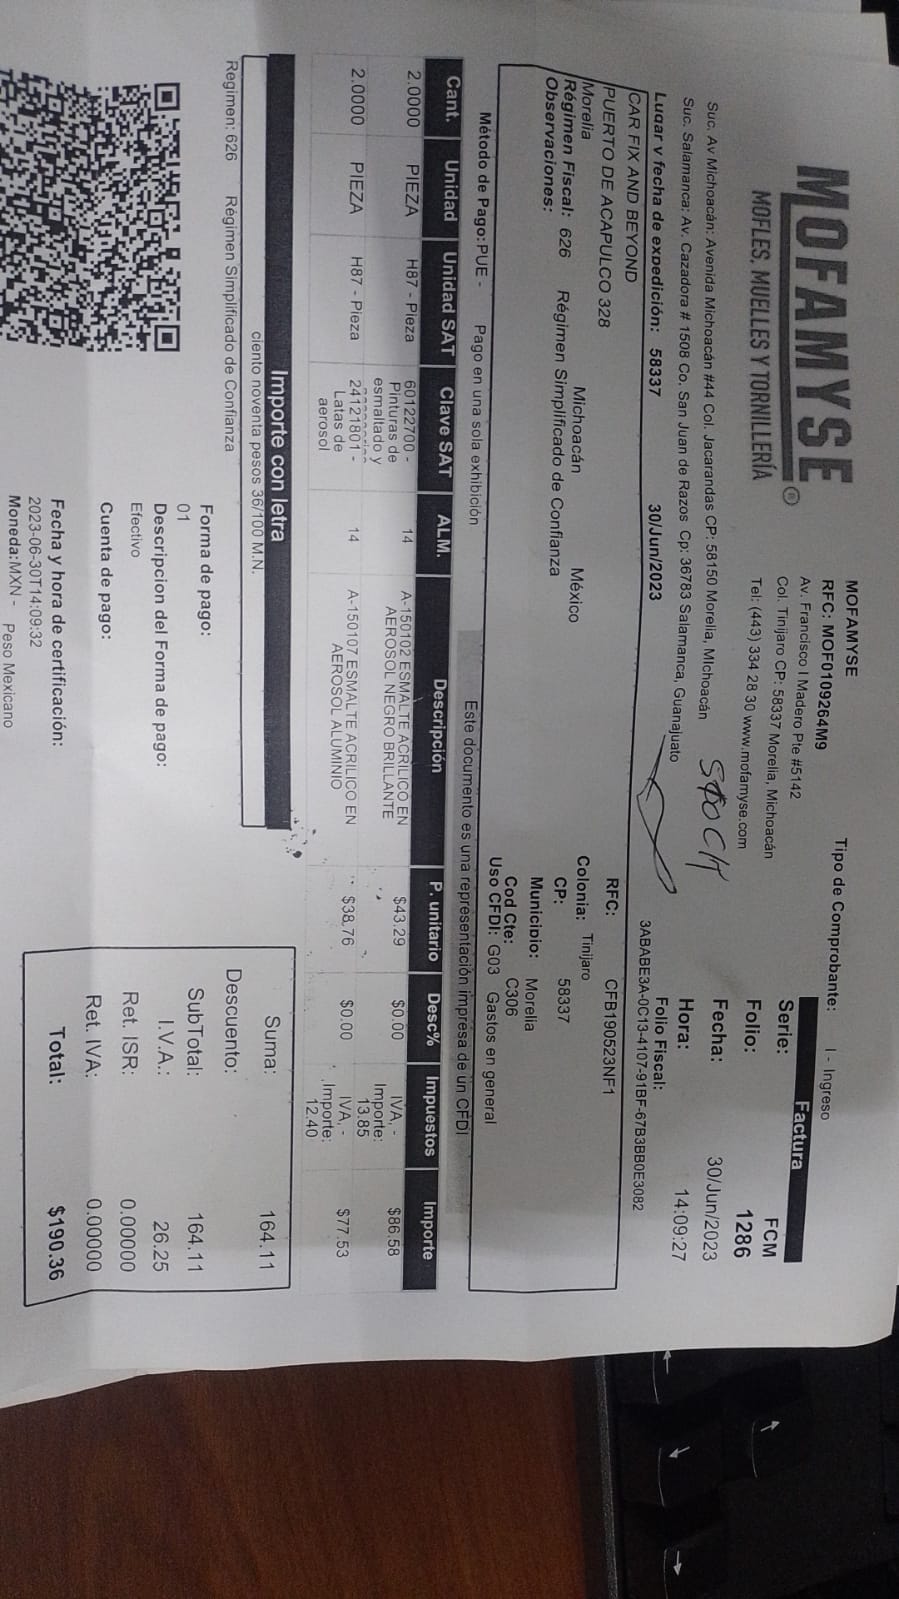 MOFAMYSE®
MOFLES, MUELLES Y TORNILLERÍA
MOFAMYSE
RFC: MOF0109264M9
Av. Francisco I Madero Pte #5142
Col. Tinijaro CP: 58337 Morelia, Michoacán
Tel: (443) 334 28 30 www.mofamyse.com
Suc. Av Michoacán: Avenida Michoacán #44 Col. Jacarandas CP: 58150 Morelia, MIchoacán
Suc. Salamanca: Av. Cazadora # 1508 Co. San Juan de Razos Cp: 36783 Salamanca, Guanajuato
Tipo de Comprobante: I - Ingreso
Factura
Serie: FCM
Folio: 1286
Fecha: 30/Jun/2023
Hora: 14:09:27
Folio Fiscal:
3ABABE3A-0C13-4107-91BF-67B3BB0E3082
STOCK
Lugar y fecha de expedición: 58337 30/Jun/2023
CAR FIX AND BEYOND
RFC: CFB190523NF1
PUERTO DE ACAPULCO 328
Colonia: Tinijaro
Morelia Michoacán México
CP: 58337
Régimen Fiscal: 626 Régimen Simplificado de Confianza
Municipio: Morelia
Observaciones:
Cod Cte: C306
Uso CFDI: G03 Gastos en general
Método de Pago:PUE - Pago en una sola exhibición
Este documento es una representación impresa de un CFDI
Cant. Unidad Unidad SAT Clave SAT ALM. Descripción P. unitario Desc% Impuestos Importe
2.0000 PIEZA H87 - Pieza 60122700 - 14 A-150102 ESMALTE ACRILICO EN $43.29 $0.00 IVA, - $86.58
Pinturas de AEROSOL NEGRO BRILLANTE Importe:
esmaltado y 13.85
2.0000 PIEZA H87 - Pieza 24121801 - 14 A-150107 ESMALTE ACRILICO EN $38.76 $0.00 IVA, - $77.53
Latas de AEROSOL ALUMINIO Importe:
aerosol 12.40
Importe con letra
ciento noventa pesos 36/100 M.N.
Suma: 164.11
Descuento:
SubTotal: 164.11
I.V.A.: 26.25
Ret. ISR: 0.00000
Ret. IVA: 0.00000
Total: $190.36
Regimen: 626 Régimen Simplificado de Confianza
Forma de pago:
01
Descripcion del Forma de pago:
Efectivo
Cuenta de pago:
Fecha y hora de certificación:
2023-06-30T14:09:32
Moneda:MXN - Peso Mexicano